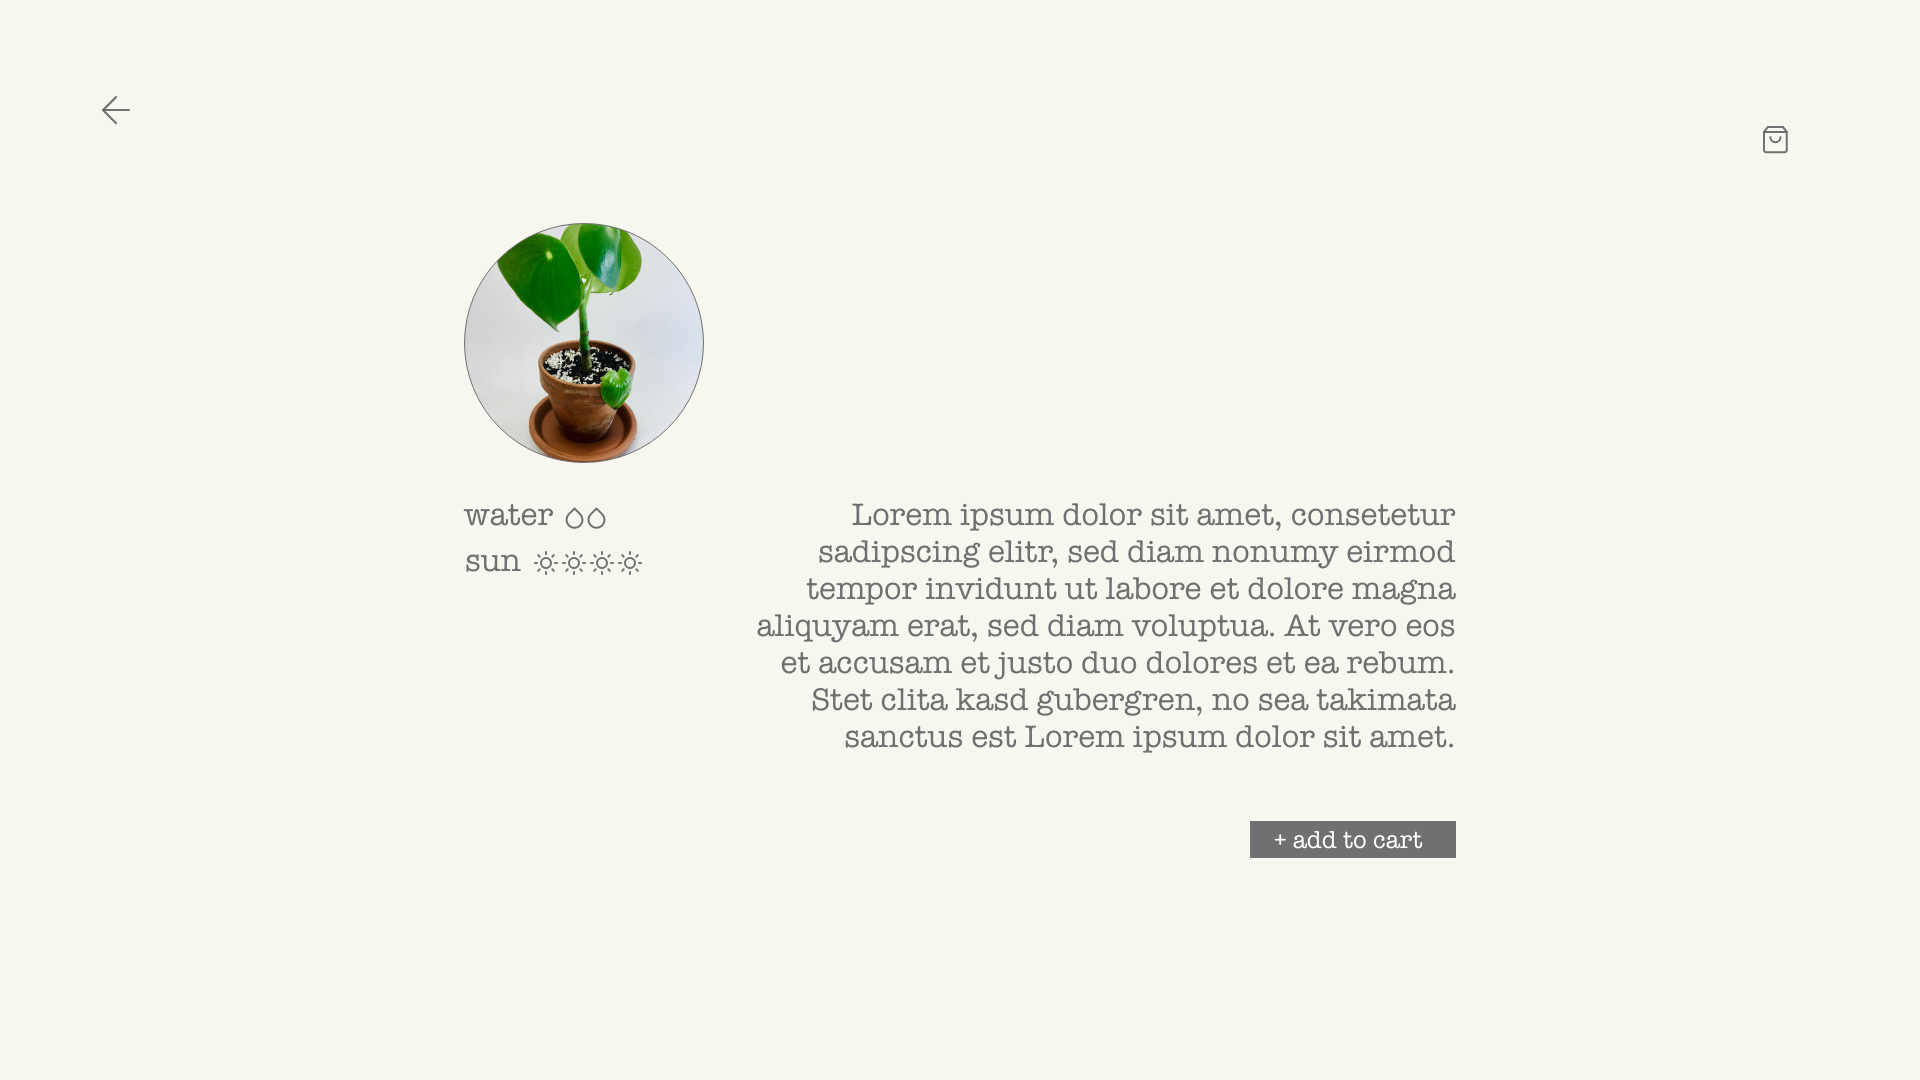 water
sun
Lorem ipsum dolor sit amet, consetetur
sadipscing elitr, sed diam nonumy eirmod
tempor invidunt ut labore et dolore magna
aliquyam erat, sed diam voluptua. At vero eos
et accusam et justo duo dolores et ea rebum.
Stet clita kasd gubergren, no sea takimata
sanctus est Lorem ipsum dolor sit amet.
+ add to cart